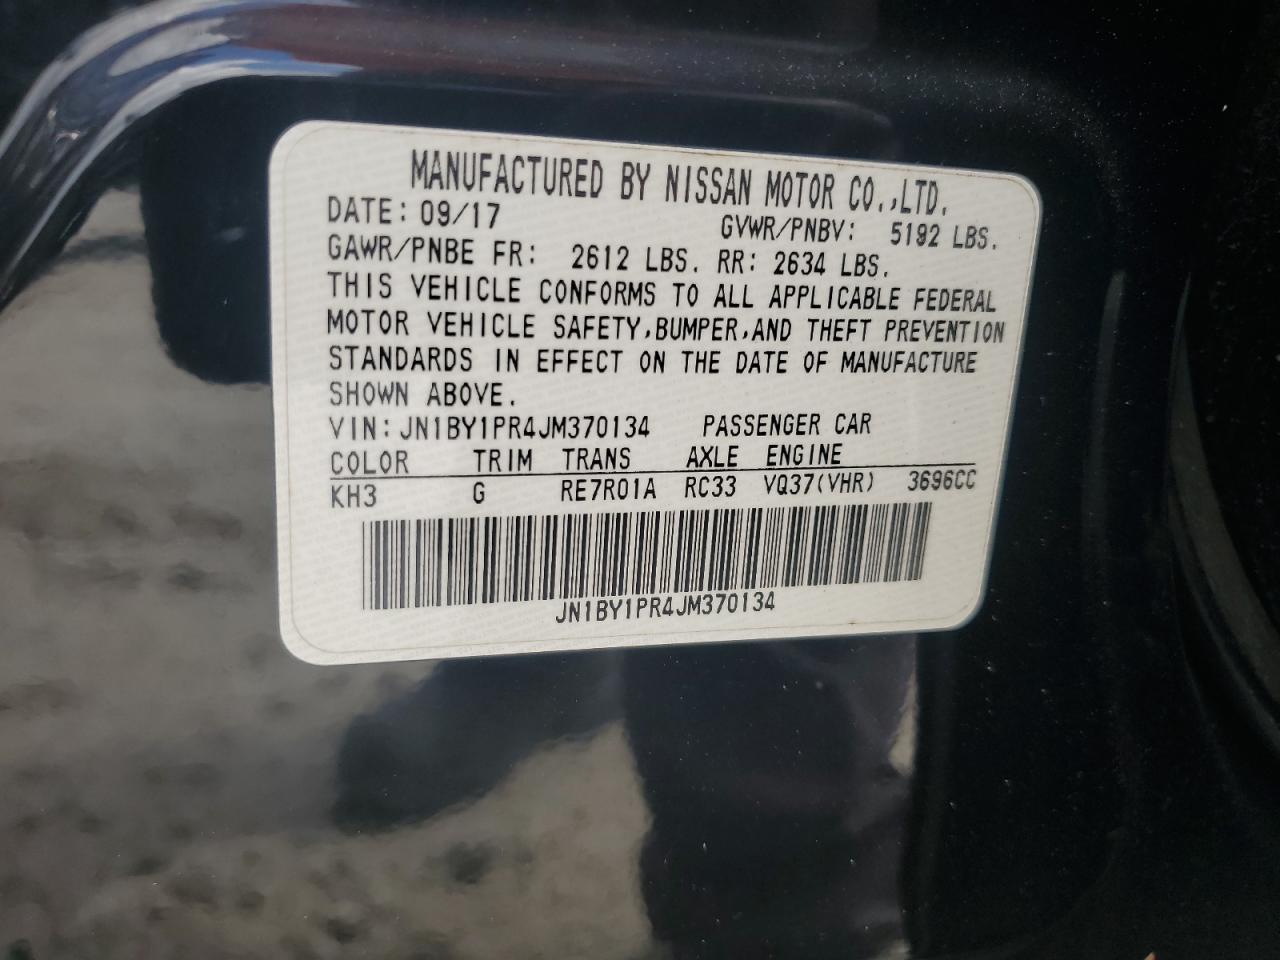 MANUFACTURED BY NISSAN MOTOR CO.,LTD.
DATE: 09/17 GVWR/PNBV: 5192 LBS.
GAWR/PNBE FR: 2612 LBS. RR: 2634 LBS.
THIS VEHICLE CONFORMS TO ALL APPLICABLE FEDERAL
MOTOR VEHICLE SAFETY,BUMPER,AND THEFT PREVENTION
STANDARDS IN EFFECT ON THE DATE OF MANUFACTURE
SHOWN ABOVE.
VIN: JN1BY1PR4JM370134 PASSENGER CAR
COLOR TRIM TRANS AXLE ENGINE
KH3 G RE7R01A RC33 VQ37(VHR) 3696CC
JN1BY1PR4JM370134